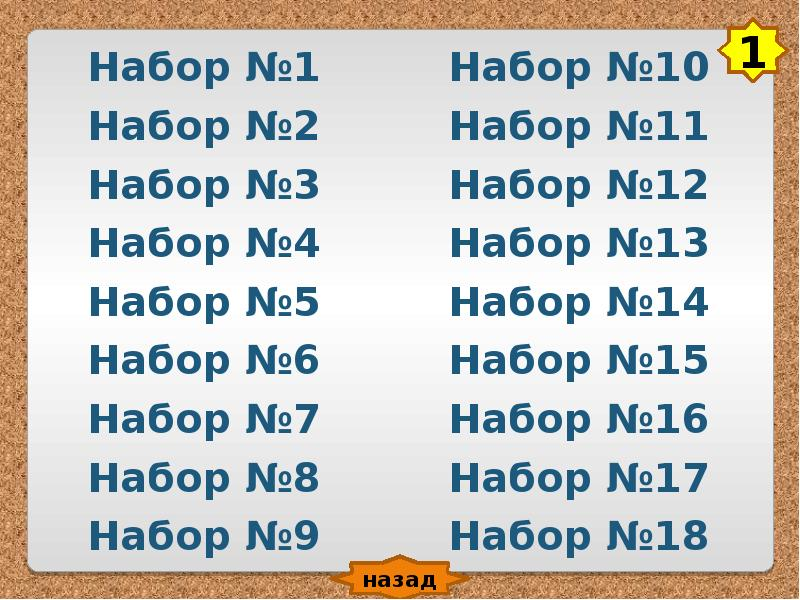 1
Набор №1
Набор №2
Набор №3
Набор №4
Набор №5
Набор №6
Набор №7
Набор №8
Набор №9
Набор №10
Набор №11
Набор №12
Набор №13
Набор №14
Набор №15
Набор №16
Набор №17
Набор №18
назад